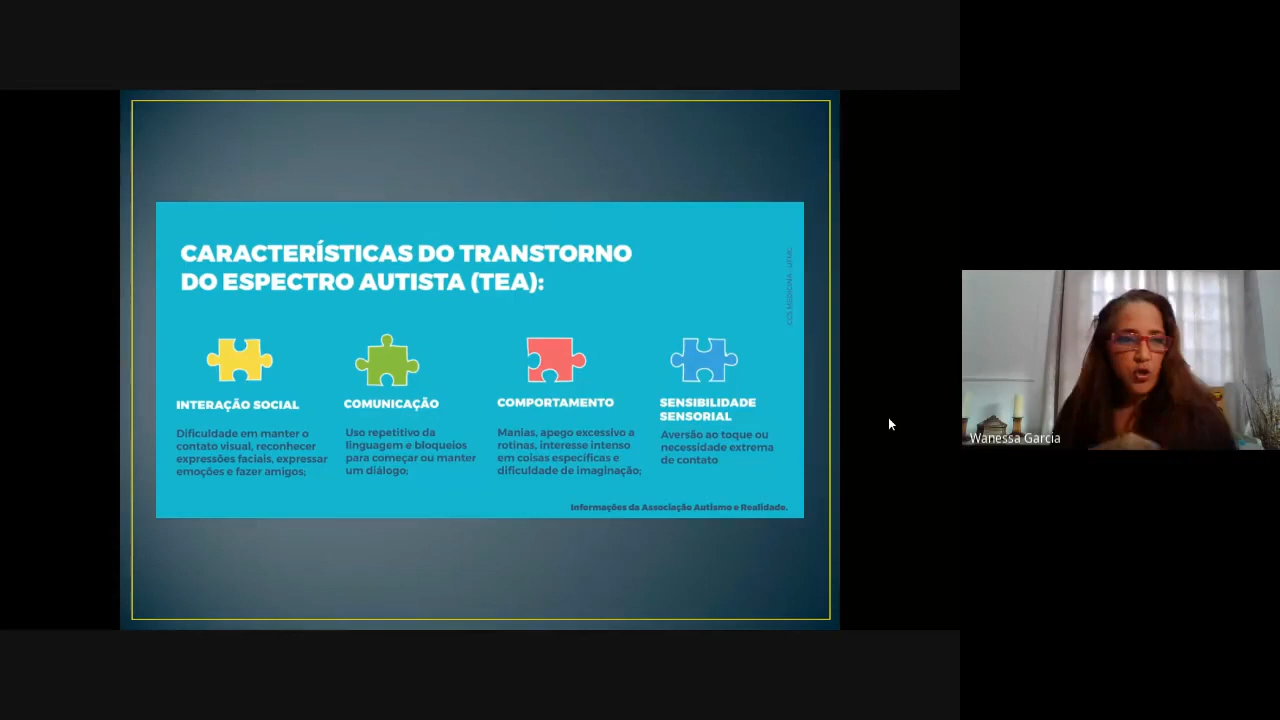 CARACTERÍSTICAS DO TRANSTORNO
DO ESPECTRO AUTISTA (TEA):
INTERAÇÃO SOCIAL
Dificuldade em manter o
contato visual, reconhecer
expressões faciais, expressar
emoções e fazer amigos;
COMUNICAÇÃO
Uso repetitivo da
linguagem e bloqueios
para começar ou manter
um diálogo;
COMPORTAMENTO
Manias, apego excessivo a
rotinas, interesse intenso
em coisas específicas e
dificuldade de imaginação;
SENSIBILIDADE
SENSORIAL
Aversão ao toque ou
necessidade extrema
de contato
Informações da Associação Autismo e Realidade.
Wanessa Garcia